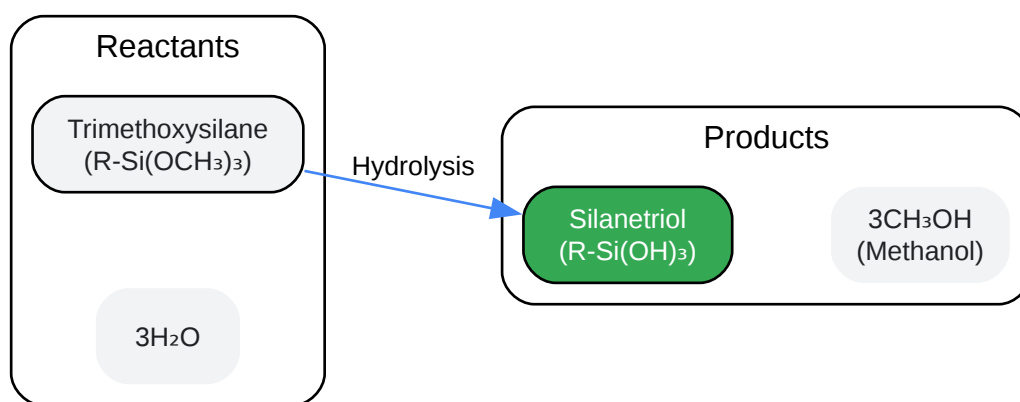 Reactants
Trimethoxysilane
(R-Si(OCH₃)₃)
3H₂O
Hydrolysis
Products
Silanetriol
(R-Si(OH)₃)
3CH₃OH
(Methanol)